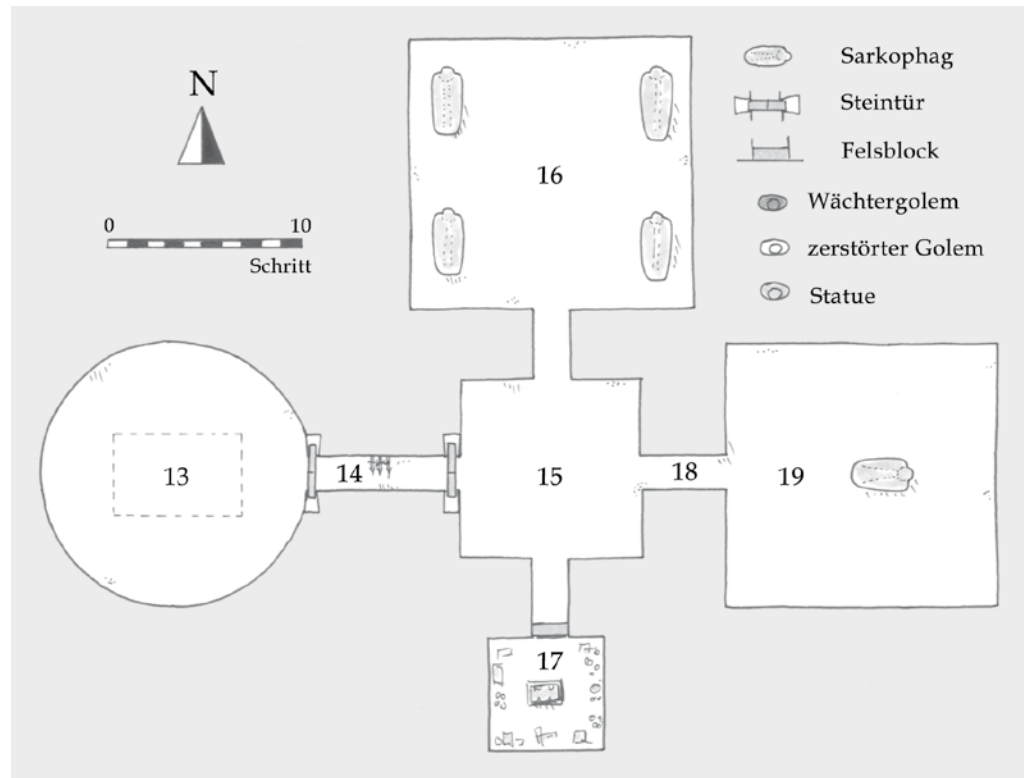 N
0 10
Schritt
Sarkophag
Steintür
Felsblock
Wächtergolem
zerstörter Golem
Statue
16
13
14
15
18
19
17